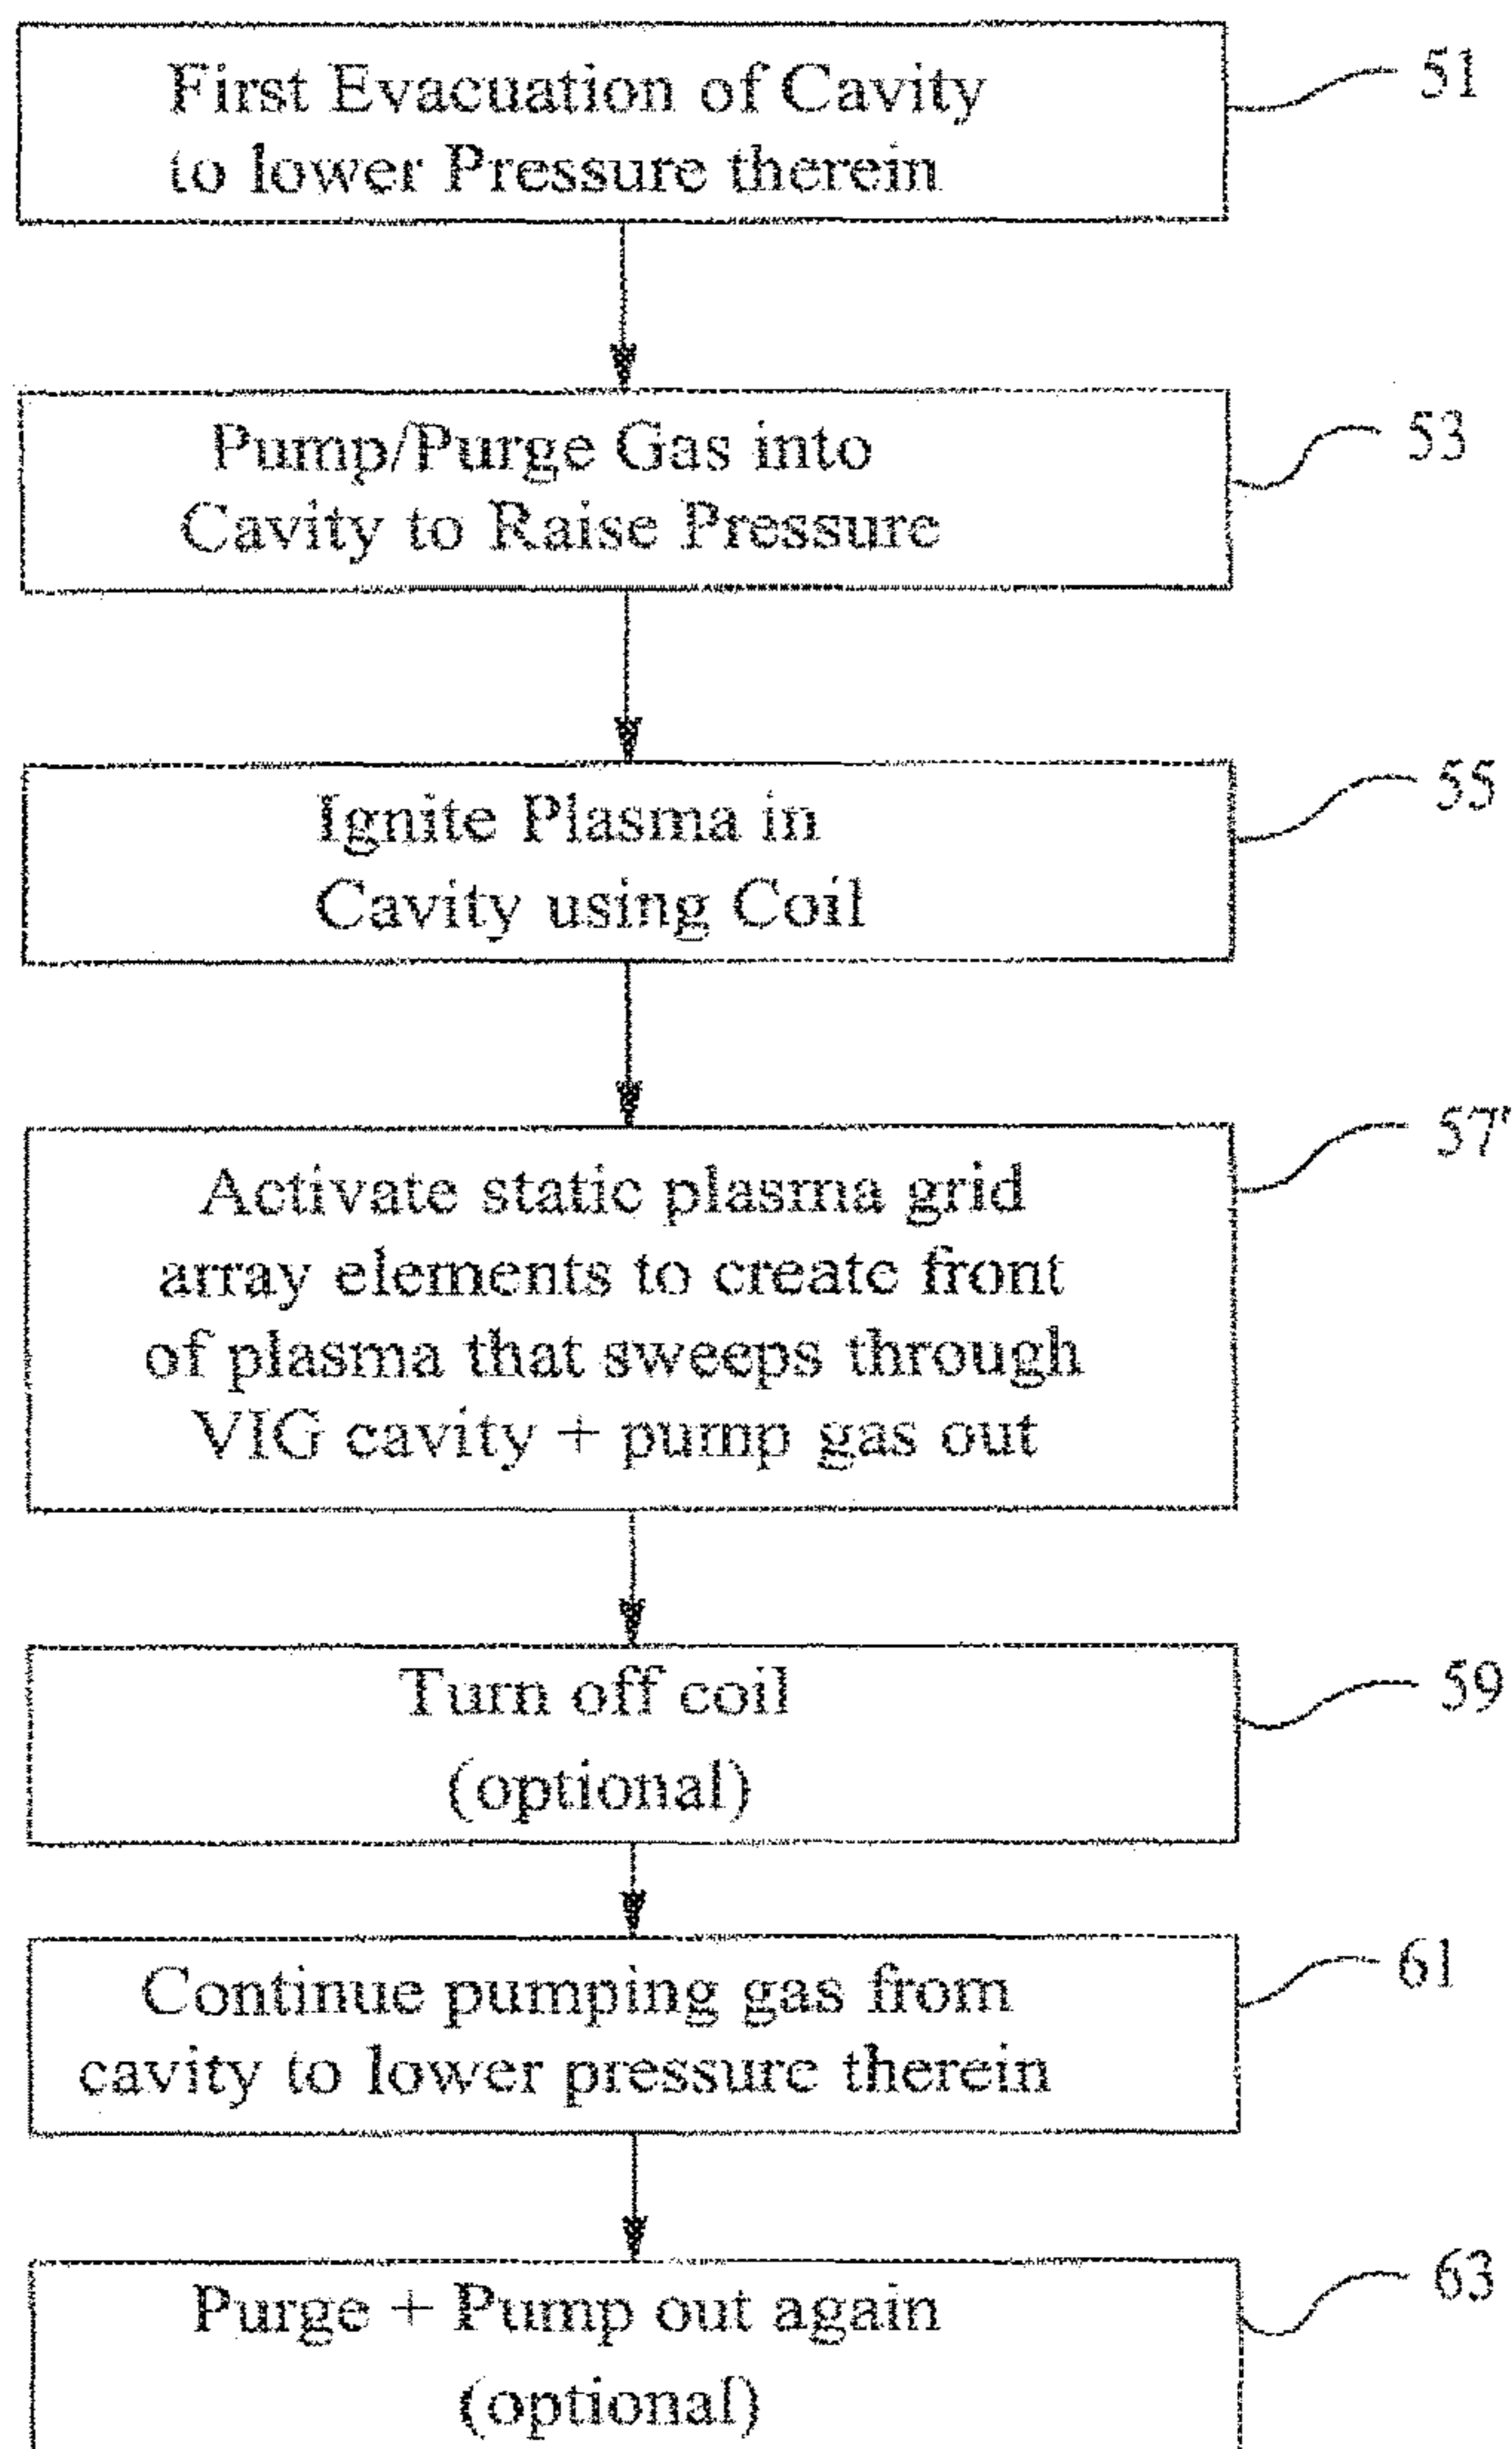 First Evacuation of Cavity
to lower Pressure therein
51
Pump/Purge Gas into
Cavity to Raise Pressure
53
Ignite Plasma in
Cavity using Coil
55
Activate static plasma grid
array elements to create front
of plasma that sweeps through
VIG cavity + pump gas out
57'
Turn off coil
(optional)
59
Continue pumping gas from
cavity to lower pressure therein
61
Purge + Pump out again
(optional)
63